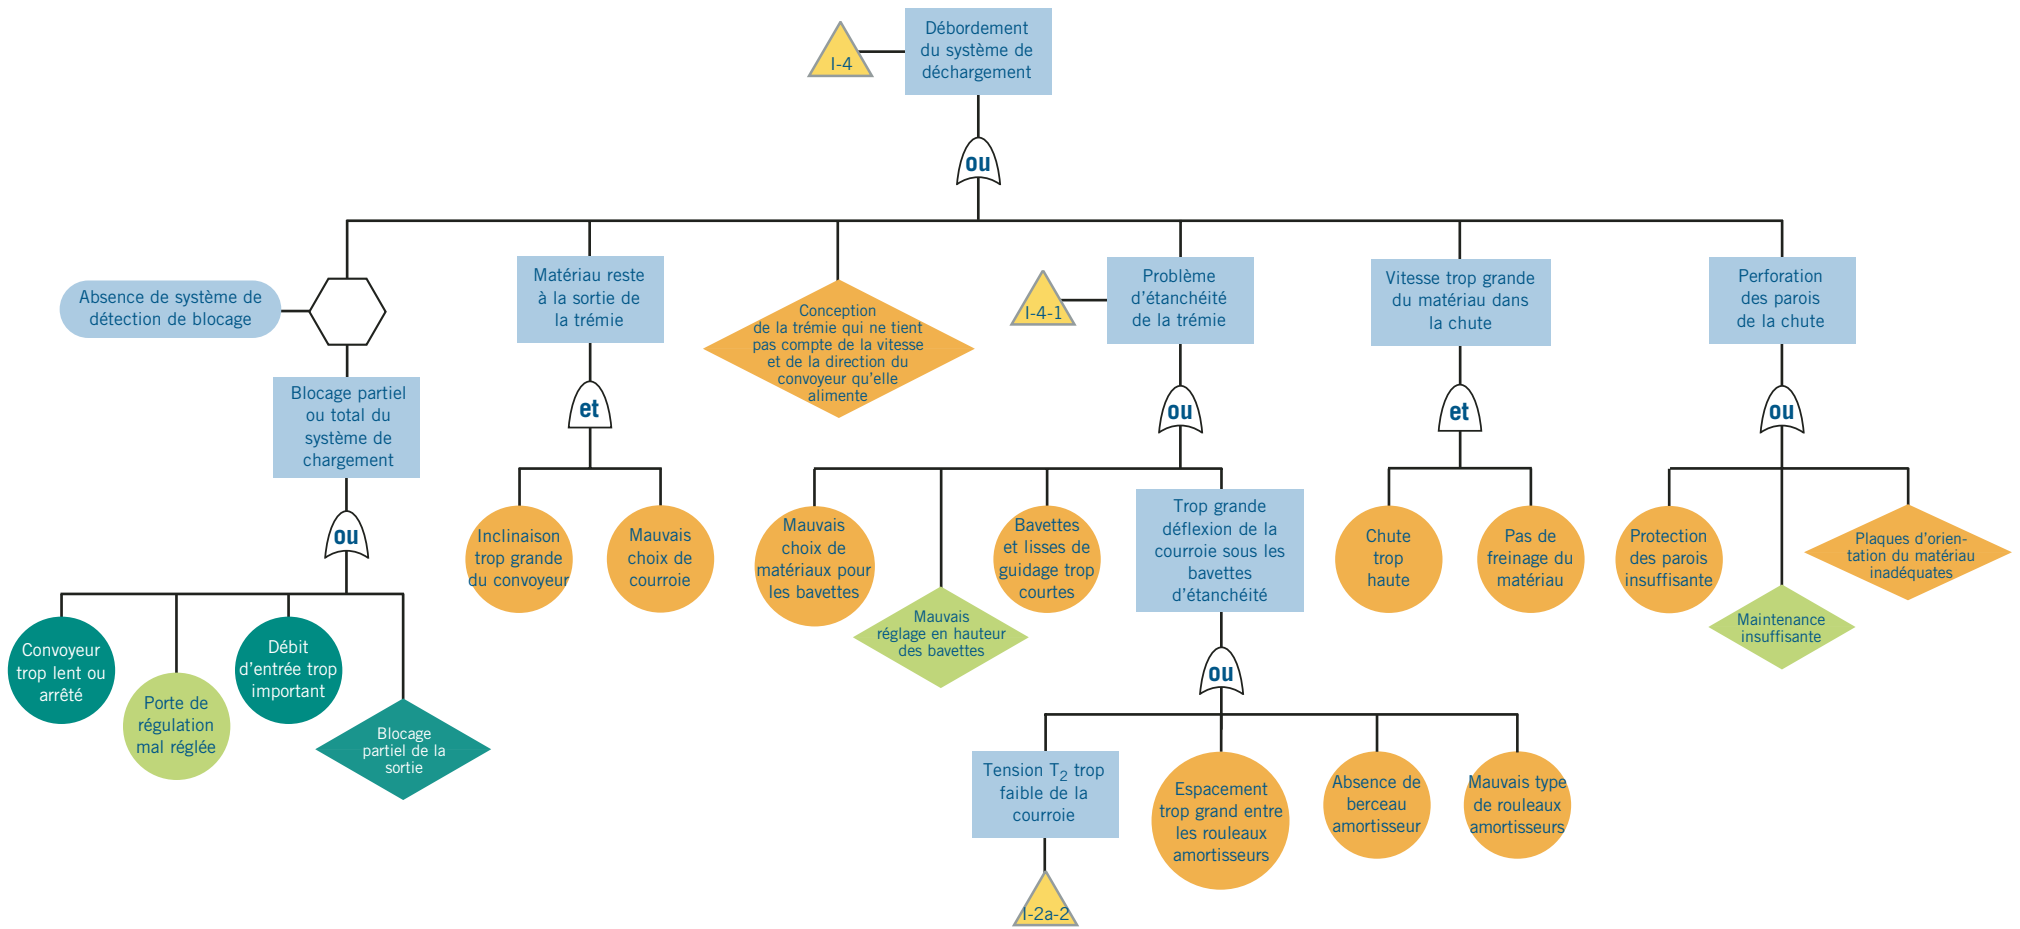 Débordement
du système de
déchargement
I-4
ou
Absence de système de
détection de blocage
Matériau reste
à la sortie de
la trémie
Conception
de la trémie qui ne tient
pas compte de la vitesse
et de la direction du
convoyeur qu'elle
alimente
I-4-1
Problème
d'étanchéité
de la trémie
Vitesse trop grande
du matériau dans
la chute
Perforation
des parois
de la chute
Blocage partiel
ou total du
système de
chargement
et
ou
et
ou
ou
Inclinaison
trop grande
du convoyeur
Mauvais
choix de
courroie
Mauvais
choix de
matériaux pour
les bavettes
Mauvais
réglage en hauteur
des bavettes
Bavettes
et lisses de
guidage trop
courtes
Trop grande
déflexion de la
courroie sous les
bavettes
d'étanchéité
Chute
trop
haute
Pas de
freinage du
matériau
Protection
des parois
insuffisante
Maintenance
insuffisante
Plaques d'orien-
tation du matériau
inadéquates
Convoyeur
trop lent ou
arrêté
Porte de
régulation
mal réglée
Débit
d'entrée trop
important
Blocage
partiel de la
sortie
ou
Tension T2 trop
faible de la
courroie
Espacement
trop grand entre
les rouleaux
amortisseurs
Absence de
berceau
amortisseur
Mauvais type
de rouleaux
amortisseurs
I-2a-2